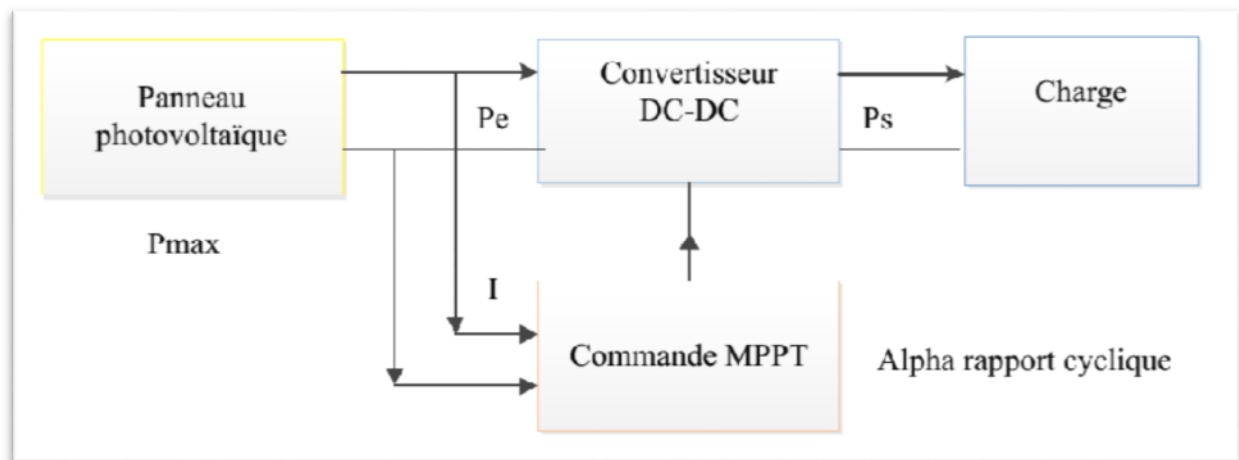 Panneau
photovoltaïque
Pmax
Pe
I
Convertisseur
DC-DC
Ps
Charge
Commande MPPT
Alpha rapport cyclique